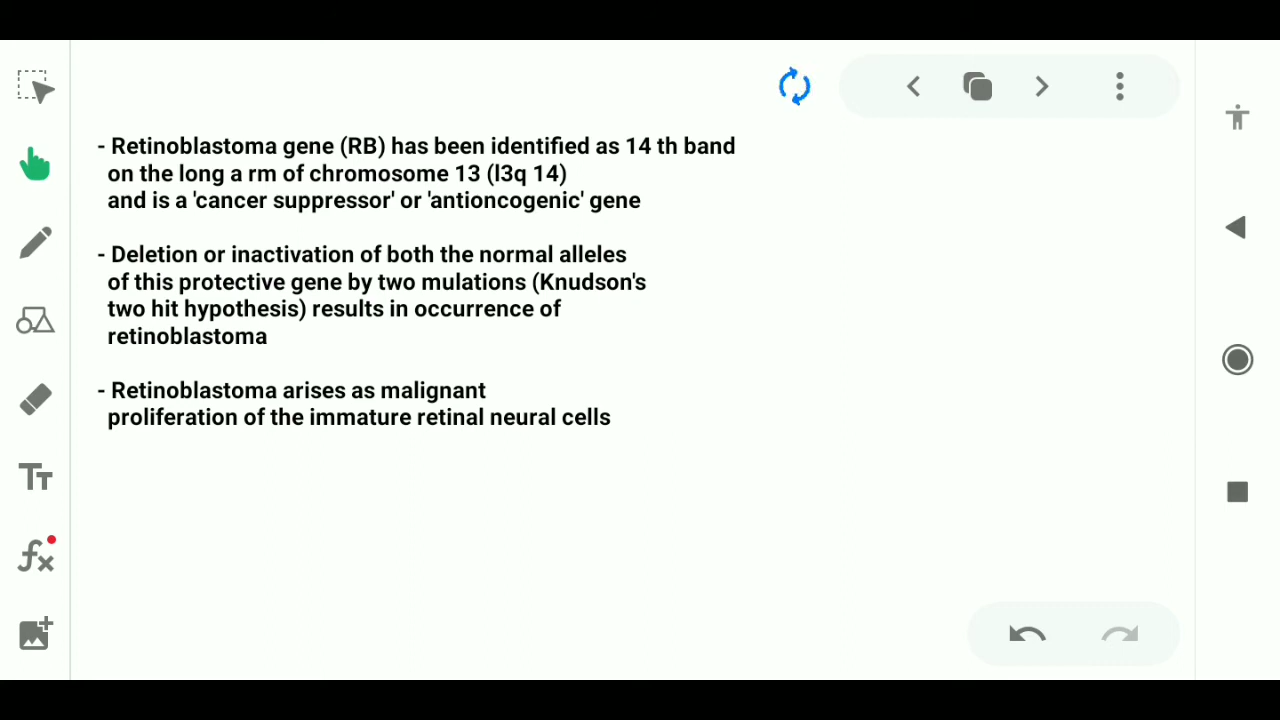 - Retinoblastoma gene (RB) has been identified as 14 th band
on the long a rm of chromosome 13 (l3q 14)
and is a 'cancer suppressor' or 'antioncogenic' gene
- Deletion or inactivation of both the normal alleles
of this protective gene by two mulations (Knudson's
two hit hypothesis) results in occurrence of
retinoblastoma
- Retinoblastoma arises as malignant
proliferation of the immature retinal neural cells
TT
fx